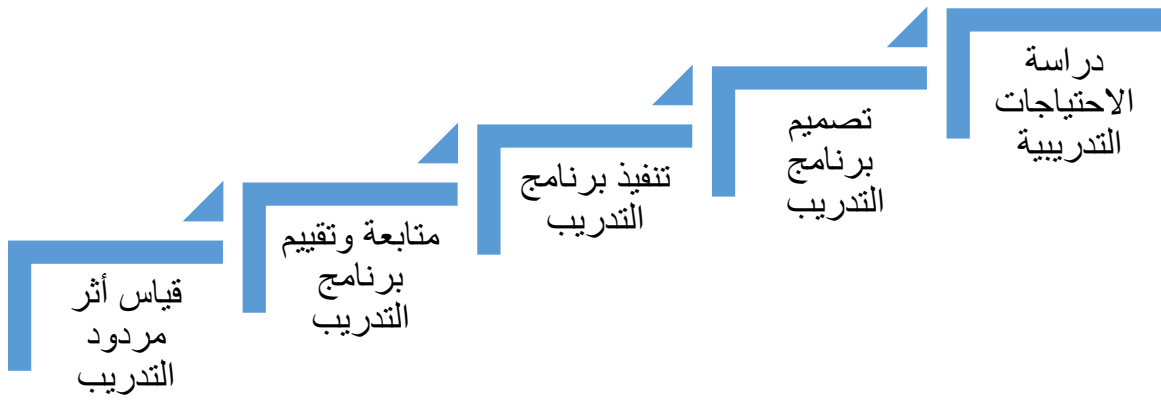 دراسة
الاحتياجات
التدريبية
تصميم
برنامج
التدريب
تنفيذ برنامج
التدريب
متابعة وتقييم
برنامج
التدريب
قياس أثر
مردود
التدريب